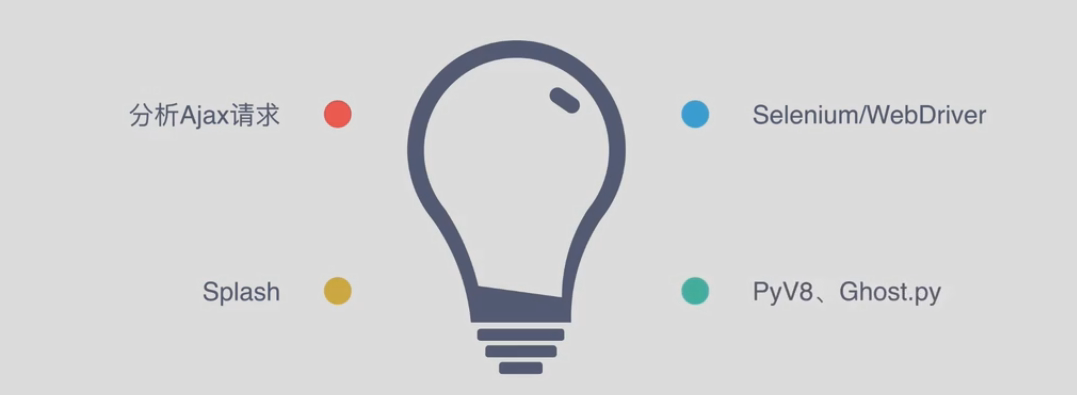 分析Ajax请求
Selenium/WebDriver
Splash
PyV8、Ghost.py